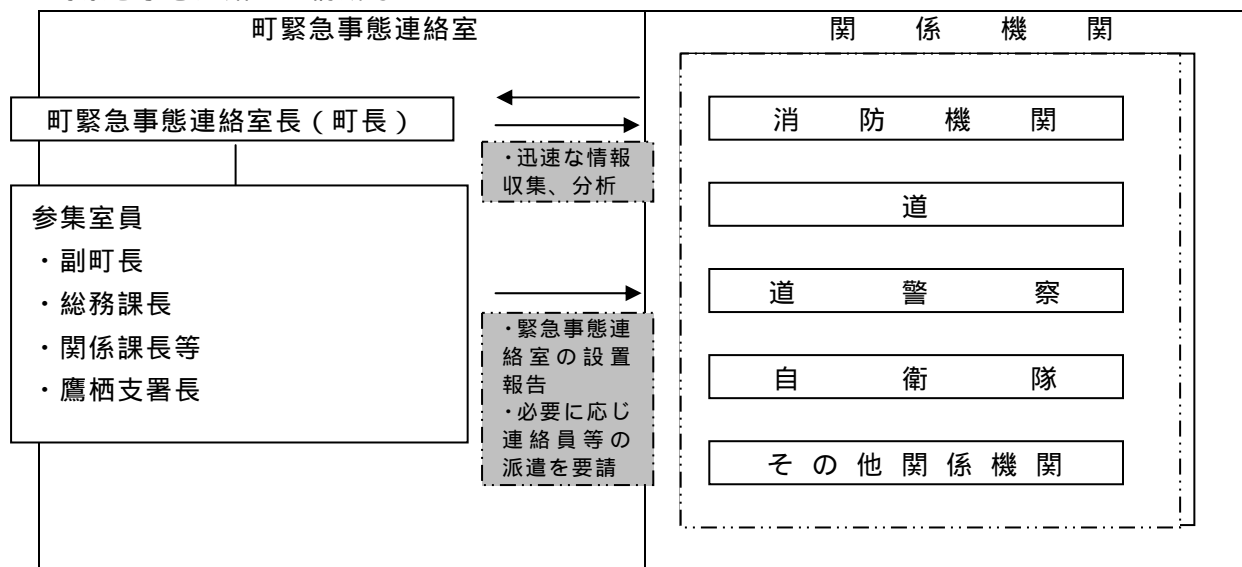 町緊急事態連絡室
関係機関
町緊急事態連絡室長(町長)
参集室員
・副町長
・総務課長
・関係課長等
・鷹栖支署長
・迅速な情報
収集、分析
・緊急事態連
絡室の設置
報告
・必要に応じ
連絡員等の
派遣を要請
消防機関
道
道警察
自衛隊
その他関係機関